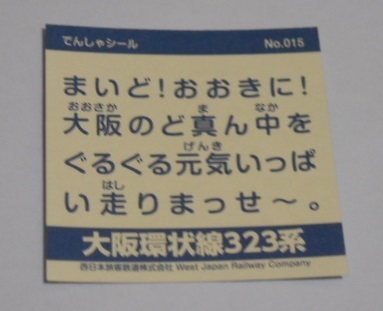 でんしゃシール No.015
まいど!おおきに!
おおさか ま なか
大阪のど真ん中を
げんき
ぐるぐる元気いっぱ
はし
い走りまっせ～。
大阪環状線323系
西日本旅客鉄道株式会社 West Japan Railway Company